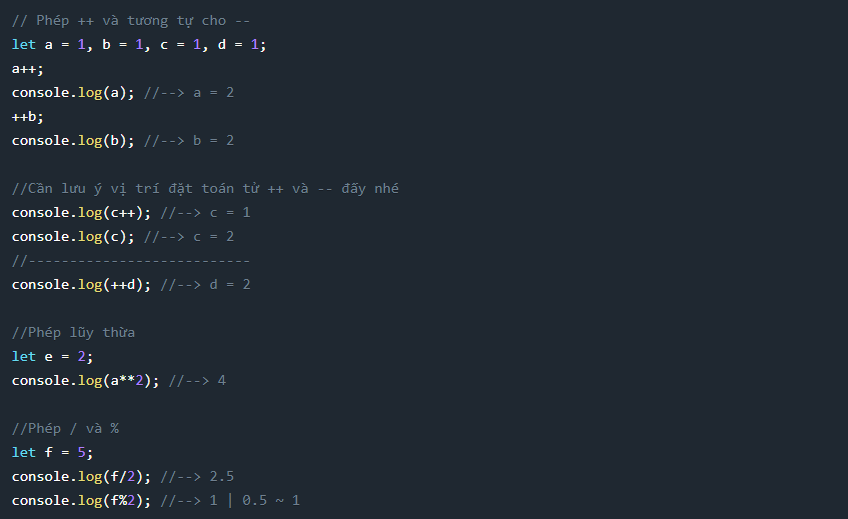 // Phép ++ và tương tự cho --
let a = 1, b = 1, c = 1, d = 1;
a++;
console.log(a); //--> a = 2
++b;
console.log(b); //--> b = 2
//Cần lưu ý vị trí đặt toán tử ++ và -- đấy nhé
console.log(c++); //--> c = 1
console.log(c); //--> c = 2
//---------------------------
console.log(++d); //--> d = 2
//Phép lũy thừa
let e = 2;
console.log(a**2); //--> 4
//Phép / và %
let f = 5;
console.log(f/2); //--> 2.5
console.log(f%2); //--> 1 | 0.5 ~ 1